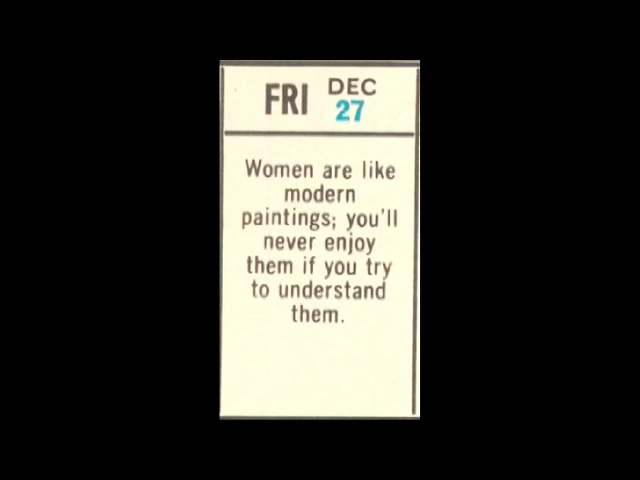 FRI DEC
27
Women are like
modern
paintings; you'll
never enjoy
them if you try
to understand
them.